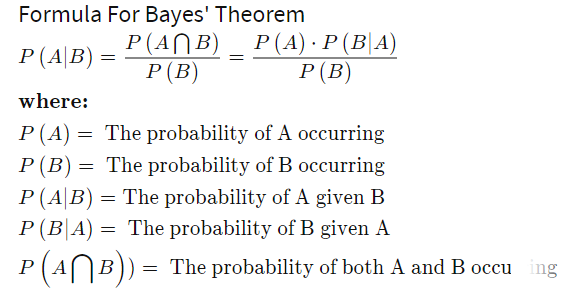 Formula For Bayes' Theorem
P (A|B) = P (A⋂B) / P (B) = P (A) · P (B|A) / P (B)
where:
P (A) = The probability of A occurring
P (B) = The probability of B occurring
P (A|B) = The probability of A given B
P (B|A) = The probability of B given A
P (A⋂B)) = The probability of both A and B occu ing